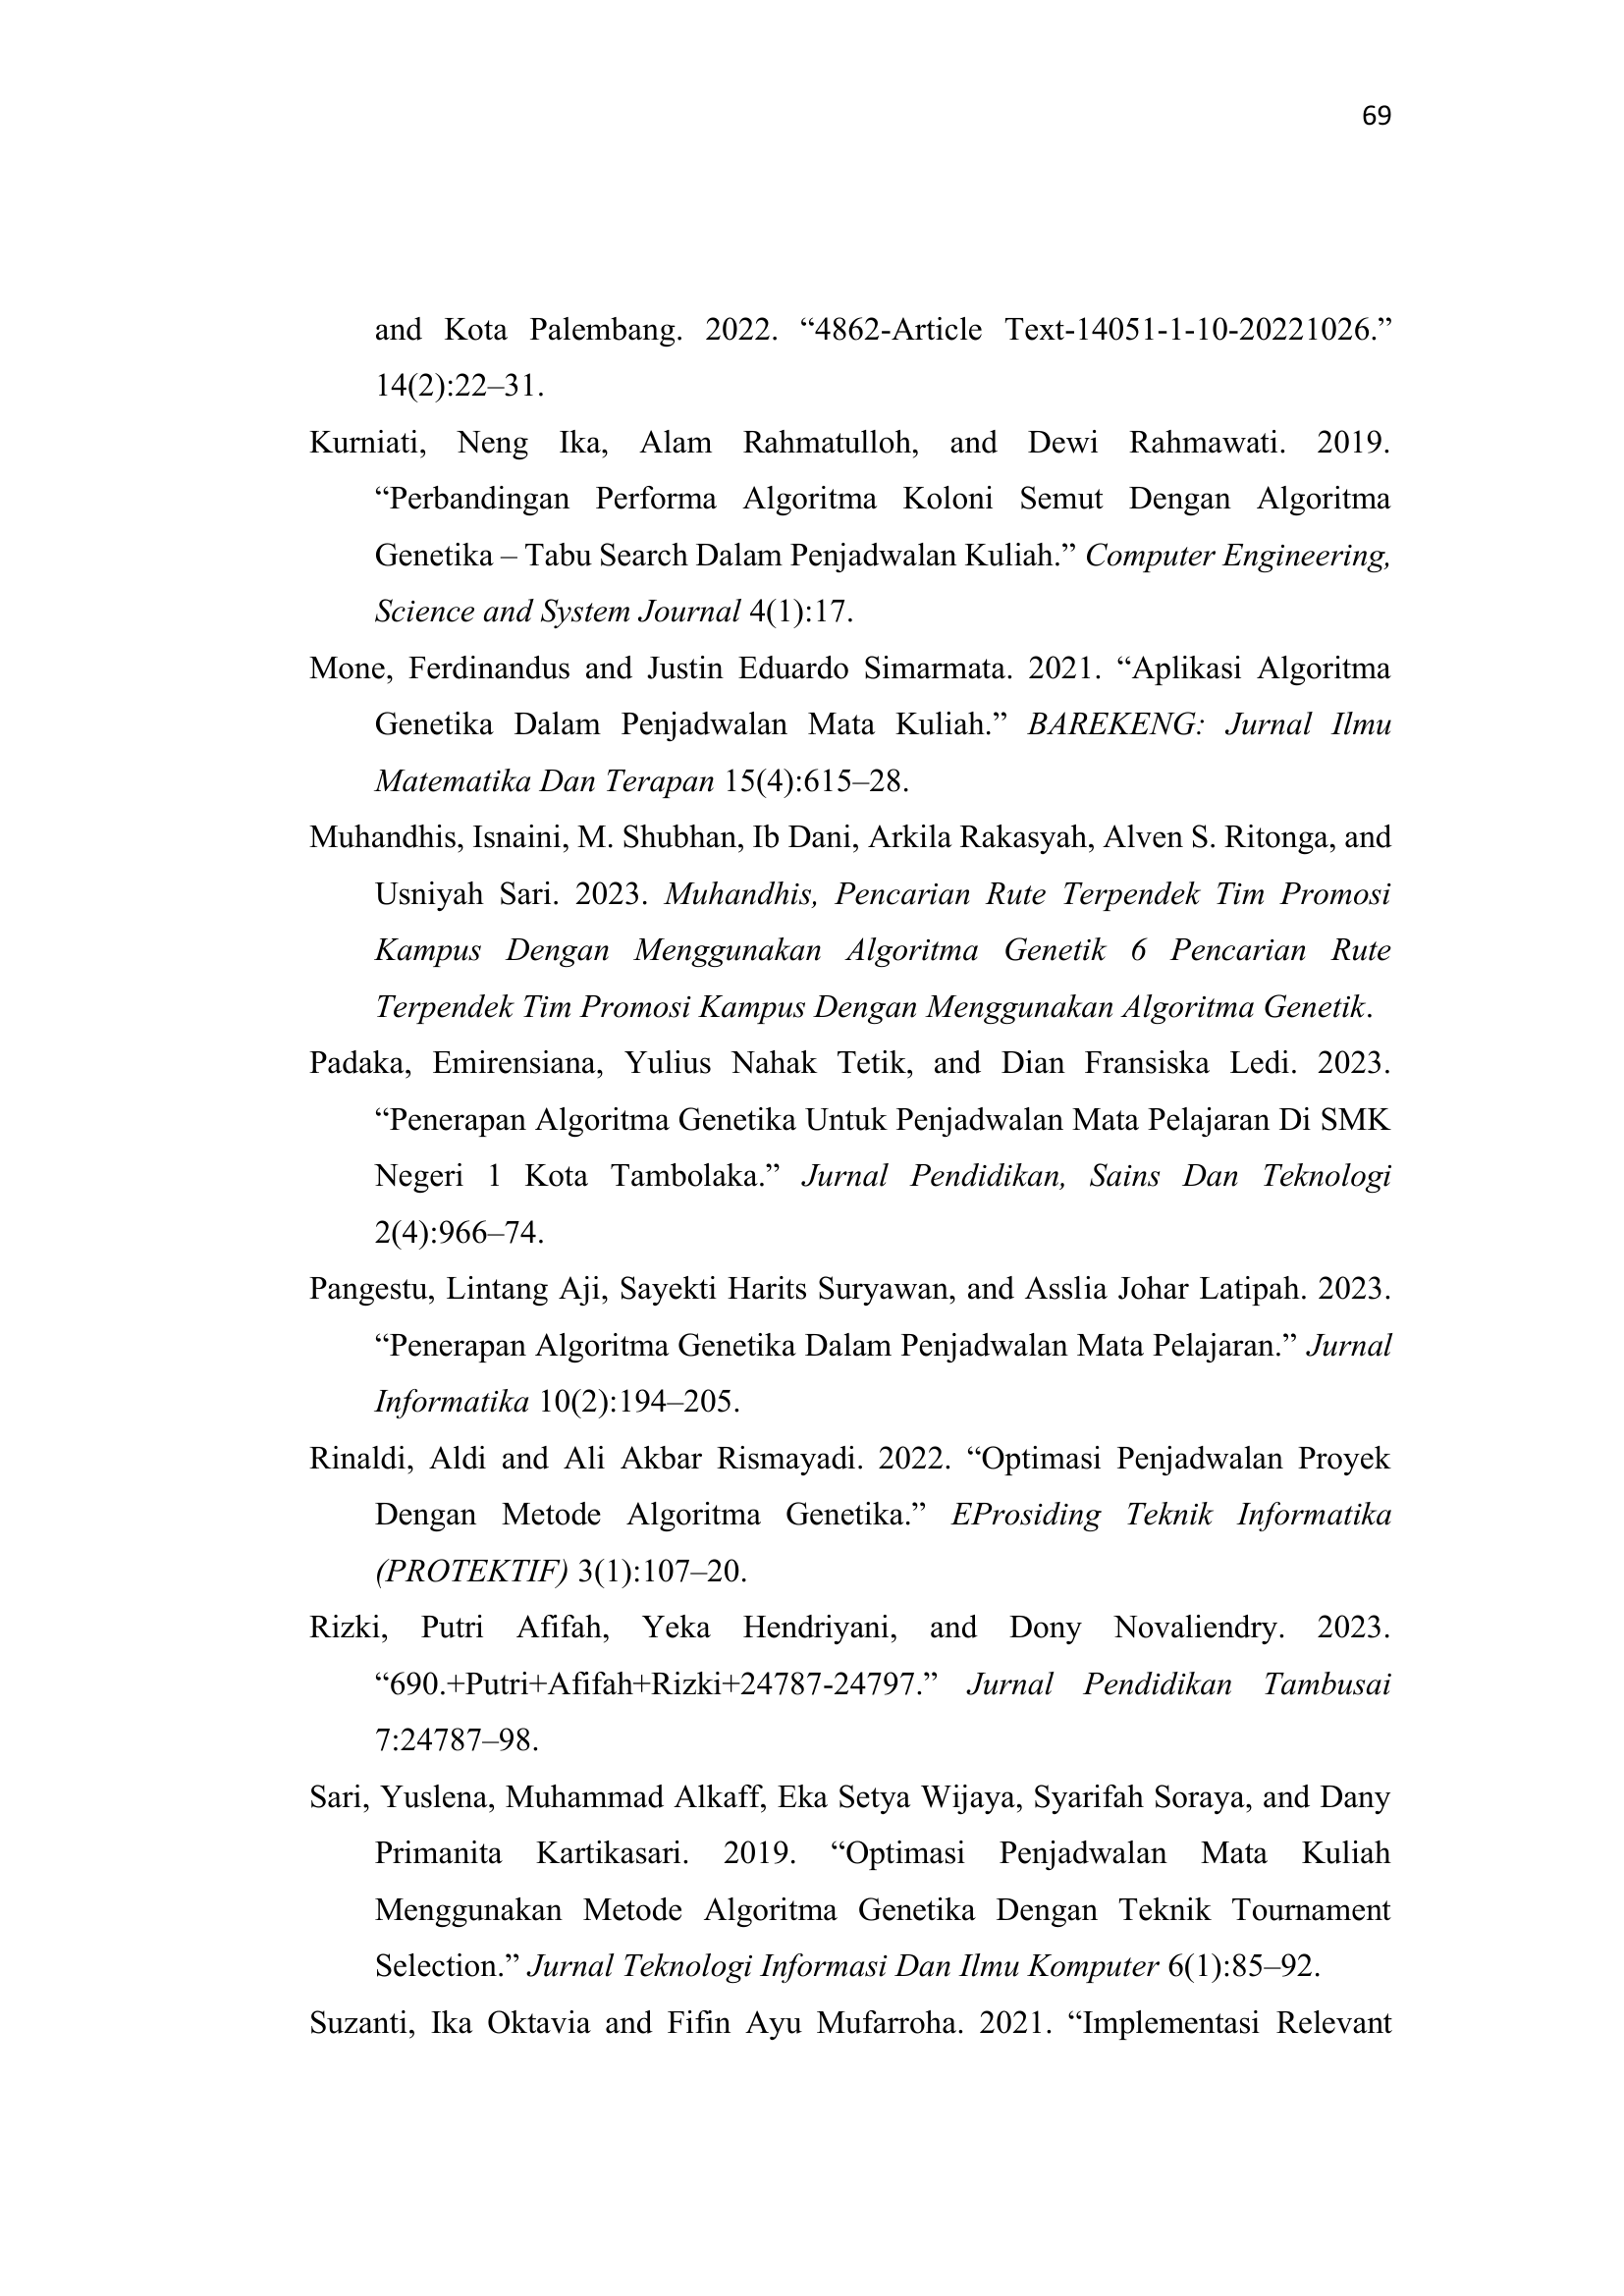 69
and Kota Palembang. 2022. “4862-Article Text-14051-1-10-20221026.”
14(2):22–31.
Kurniati, Neng Ika, Alam Rahmatulloh, and Dewi Rahmawati. 2019.
“Perbandingan Performa Algoritma Koloni Semut Dengan Algoritma
Genetika – Tabu Search Dalam Penjadwalan Kuliah.” Computer Engineering,
Science and System Journal 4(1):17.
Mone, Ferdinandus and Justin Eduardo Simarmata. 2021. “Aplikasi Algoritma
Genetika Dalam Penjadwalan Mata Kuliah.” BAREKENG: Jurnal Ilmu
Matematika Dan Terapan 15(4):615–28.
Muhandhis, Isnaini, M. Shubhan, Ib Dani, Arkila Rakasyah, Alven S. Ritonga, and
Usniyah Sari. 2023. Muhandhis, Pencarian Rute Terpendek Tim Promosi
Kampus Dengan Menggunakan Algoritma Genetik 6 Pencarian Rute
Terpendek Tim Promosi Kampus Dengan Menggunakan Algoritma Genetik.
Padaka, Emirensiana, Yulius Nahak Tetik, and Dian Fransiska Ledi. 2023.
“Penerapan Algoritma Genetika Untuk Penjadwalan Mata Pelajaran Di SMK
Negeri 1 Kota Tambolaka.” Jurnal Pendidikan, Sains Dan Teknologi
2(4):966–74.
Pangestu, Lintang Aji, Sayekti Harits Suryawan, and Asslia Johar Latipah. 2023.
“Penerapan Algoritma Genetika Dalam Penjadwalan Mata Pelajaran.” Jurnal
Informatika 10(2):194–205.
Rinaldi, Aldi and Ali Akbar Rismayadi. 2022. “Optimasi Penjadwalan Proyek
Dengan Metode Algoritma Genetika.” EProsiding Teknik Informatika
(PROTEKTIF) 3(1):107–20.
Rizki, Putri Afifah, Yeka Hendriyani, and Dony Novaliendry. 2023.
“690.+Putri+Afifah+Rizki+24787-24797.” Jurnal Pendidikan Tambusai
7:24787–98.
Sari, Yuslena, Muhammad Alkaff, Eka Setya Wijaya, Syarifah Soraya, and Dany
Primanita Kartikasari. 2019. “Optimasi Penjadwalan Mata Kuliah
Menggunakan Metode Algoritma Genetika Dengan Teknik Tournament
Selection.” Jurnal Teknologi Informasi Dan Ilmu Komputer 6(1):85–92.
Suzanti, Ika Oktavia and Fifin Ayu Mufarroha. 2021. “Implementasi Relevant